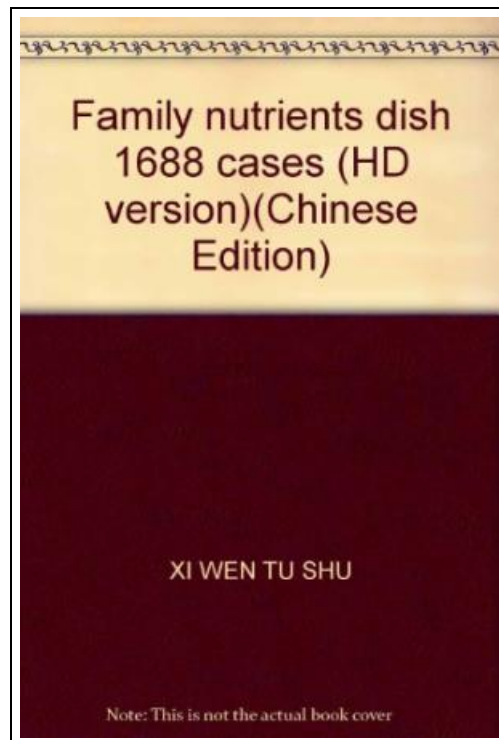 Family nutrients dish
1688 cases (HD
version)(Chinese
Edition)
XI WEN TU SHU
Note: This is not the actual book cover